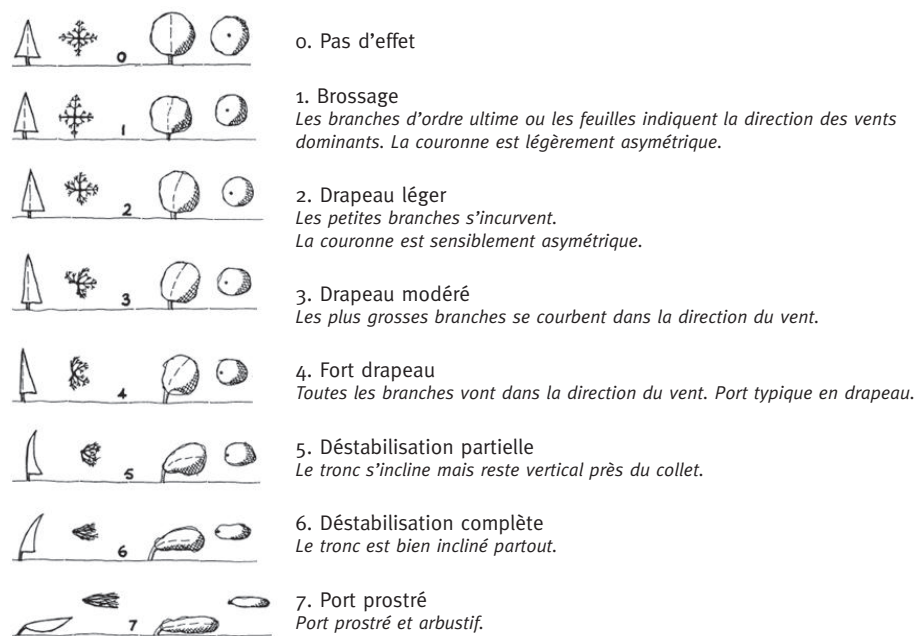 0
0. Pas d'effet
1
1. Brossage
Les branches d'ordre ultime ou les feuilles indiquent la direction des vents
dominants. La couronne est légèrement asymétrique.
2
2. Drapeau léger
Les petites branches s'incurvent.
La couronne est sensiblement asymétrique.
3
3. Drapeau modéré
Les plus grosses branches se courbent dans la direction du vent.
4
4. Fort drapeau
Toutes les branches vont dans la direction du vent. Port typique en drapeau.
5
5. Déstabilisation partielle
Le tronc s'incline mais reste vertical près du collet.
6
6. Déstabilisation complète
Le tronc est bien incliné partout.
7
7. Port prostré
Port prostré et arbustif.